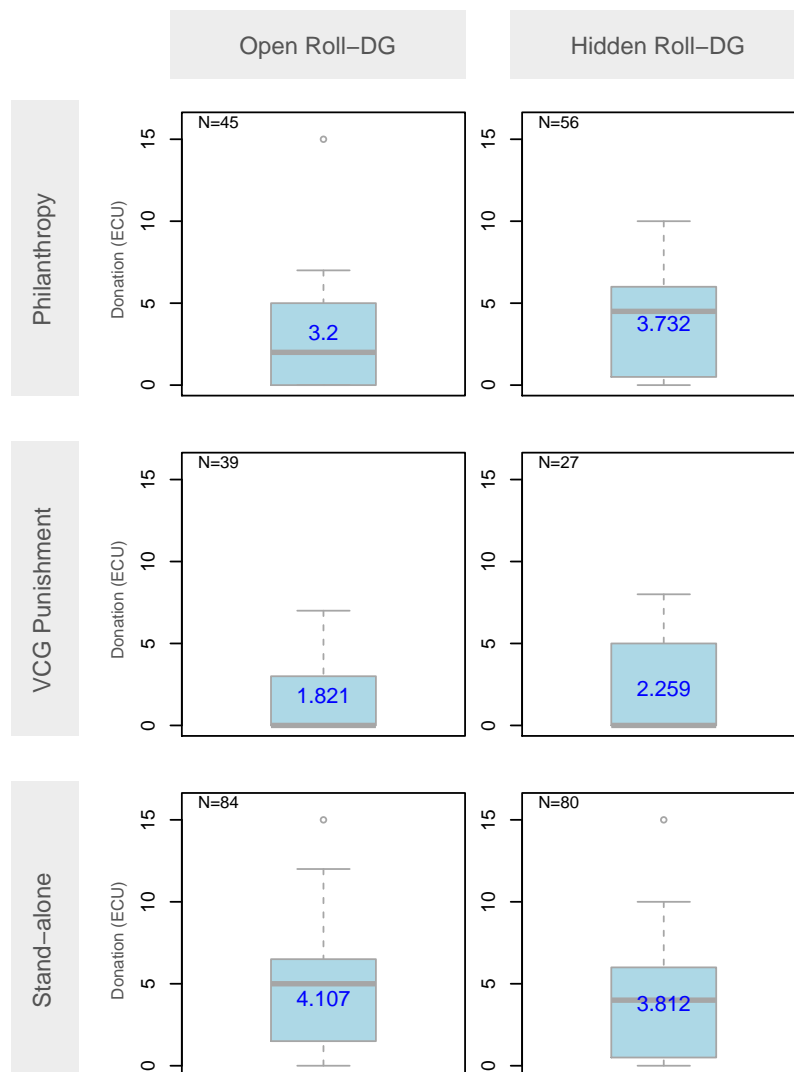 Open Roll−DG
Hidden Roll−DG
Philanthropy
Donation (ECU)
15
10
5
0
N=45
3.2
15
10
5
0
N=56
3.732
VCG Punishment
Donation (ECU)
15
10
5
0
N=39
1.821
15
10
5
0
N=27
2.259
Stand−alone
Donation (ECU)
15
10
5
0
N=84
4.107
15
10
5
0
N=80
3.812